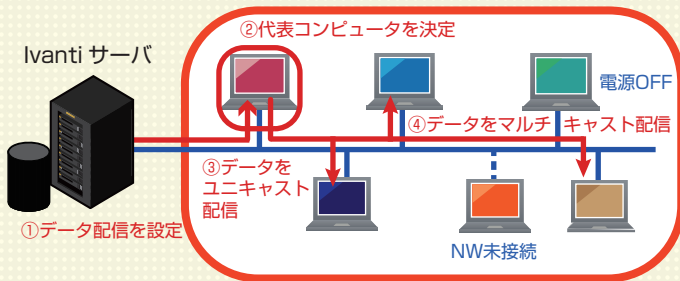 ②代表コンピュータを決定
Ivanti サーバ
電源OFF
④データをマルチキャスト配信
③データを
ユニキャスト
配信
①データ配信を設定
NW未接続